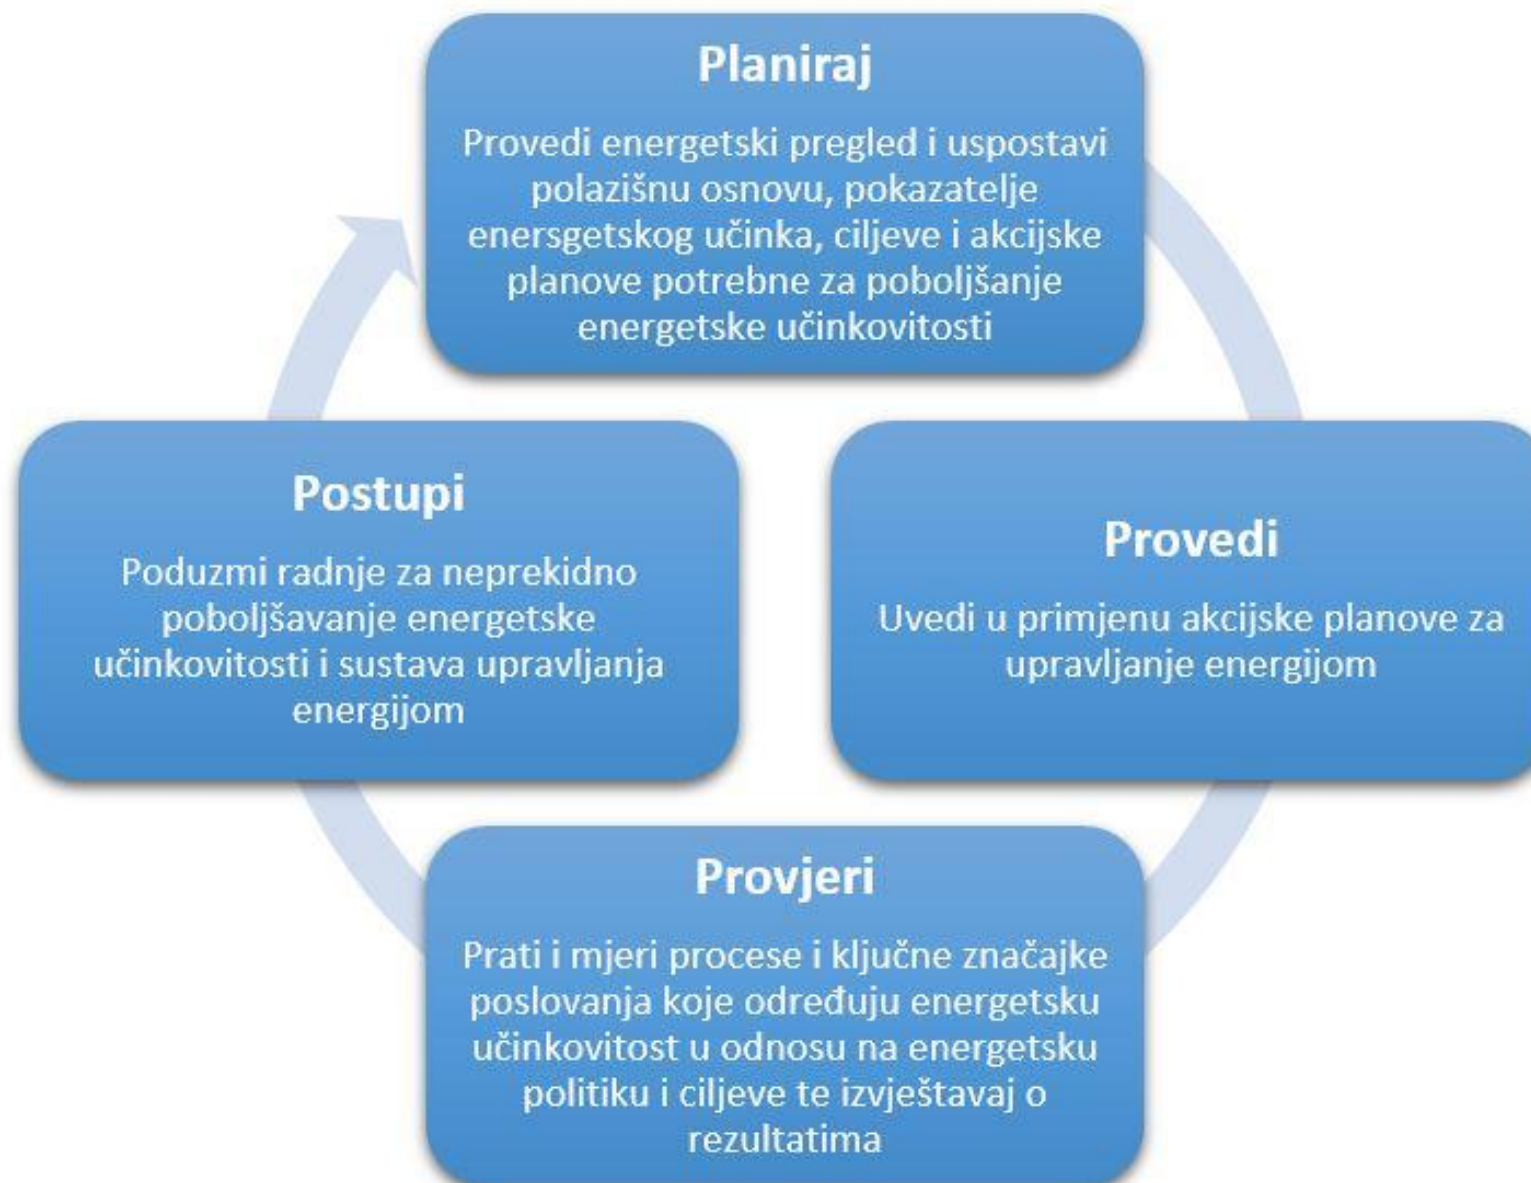 Planiraj
Provedi energetski pregled i uspostavi
polazišnu osnovu, pokazatelje
enersgetskog učinka, ciljeve i akcijske
planove potrebne za poboljšanje
energetske učinkovitosti
Provedi
Uvedi u primjenu akcijske planove za
upravljanje energijom
Provjeri
Prati i mjeri procese i ključne značajke
poslovanja koje određuju energetsku
učinkovitost u odnosu na energetsku
politiku i ciljeve te izvještavaj o
rezultatima
Postupi
Poduzmi radnje za neprekidno
poboljšavanje energetske
učinkovitosti i sustava upravljanja
energijom